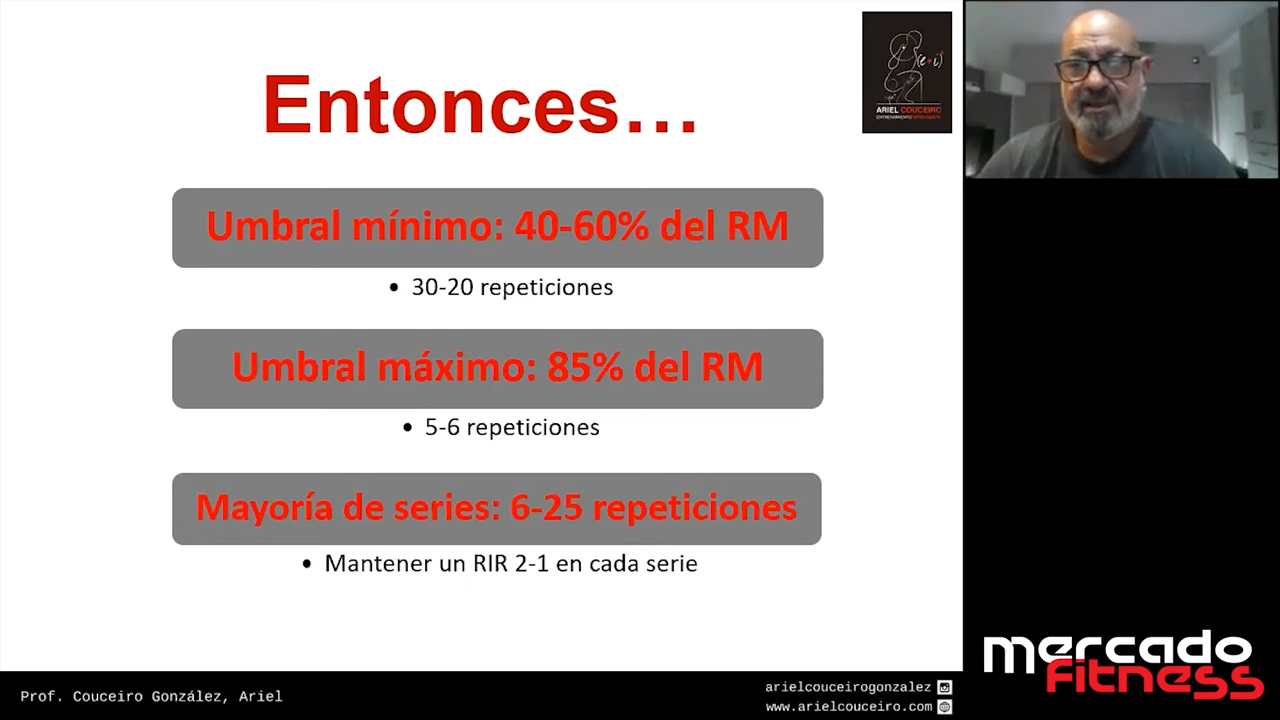 Entonces...
(e+i)
ARIEL COUCEIRO
ENTRENAMIENTO INTELIGENTE
Umbral mínimo: 40-60% del RM
• 30-20 repeticiones
Umbral máximo: 85% del RM
• 5-6 repeticiones
Mayoría de series: 6-25 repeticiones
• Mantener un RIR 2-1 en cada serie
mercado
fitness
Prof. Couceiro González, Ariel
arielcouceirogonzalez
www.arielcouceiro.com